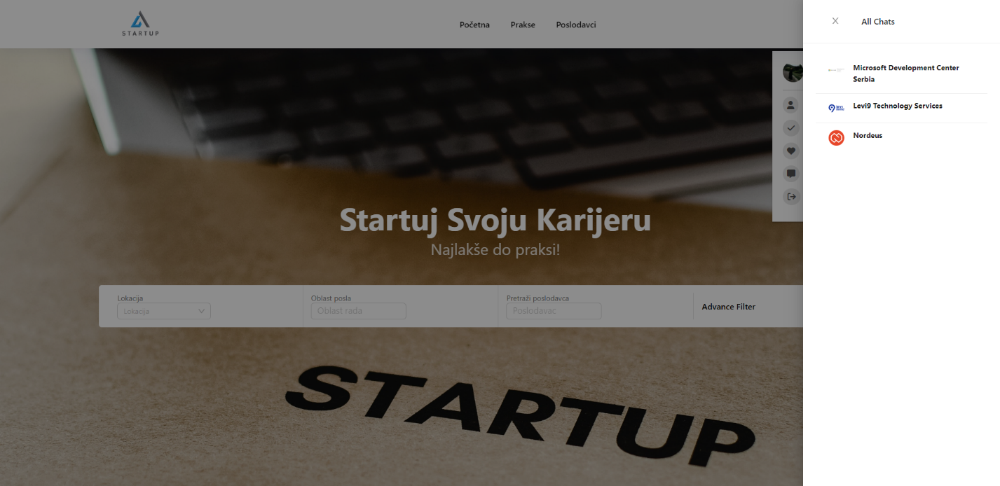 STARTUP
Početna
Prakse
Poslodavci
X
All Chats
Microsoft Development Center
Serbia
Levi9 Technology Services
Nordeus
Startuj Svoju Karijeru
Najlakše do praksi!
Lokacija
Lokacija
Oblast posla
Oblast rada
Pretraži poslodavca
Poslodavac
Advance Filter
STARTUP